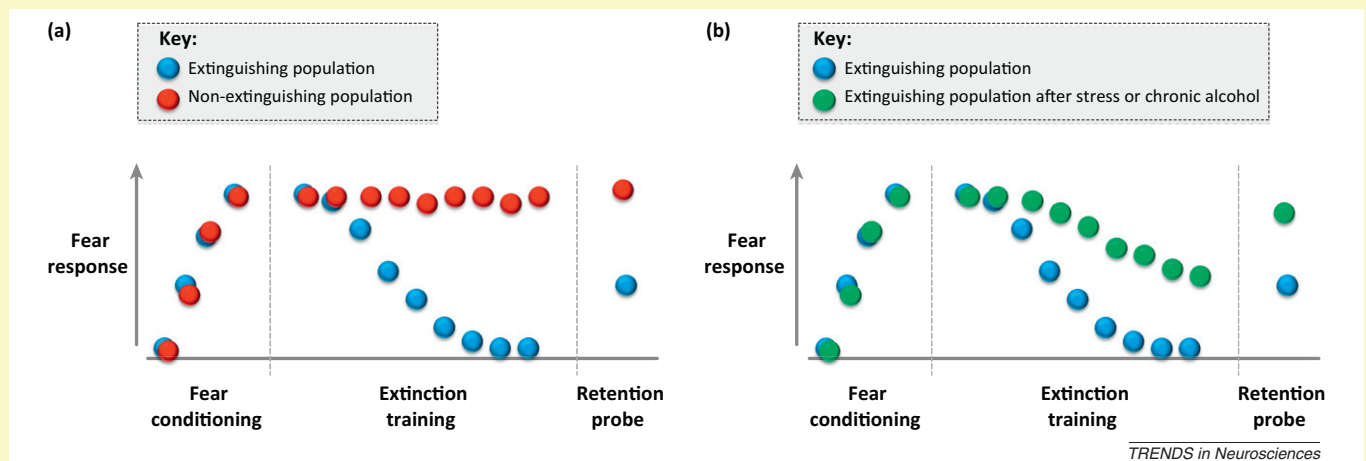 (a)
Key:
Extinguishing population
Non-extinguishing population
Fear
response
Fear
conditioning
Extinction
training
Retention
probe
(b)
Key:
Extinguishing population
Extinguishing population after stress or chronic alcohol
Fear
response
Fear
conditioning
Extinction
training
Retention
probe
TRENDS in Neurosciences